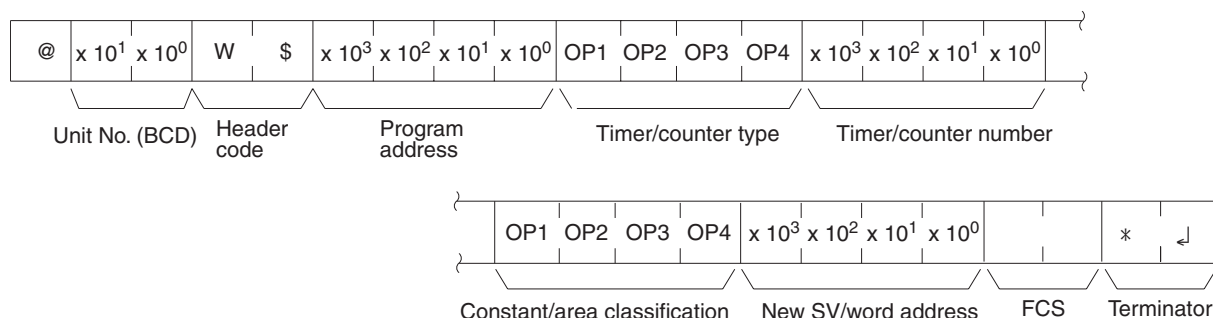 @ x 10¹ x 10⁰ W $ x 10³ x 10² x 10¹ x 10⁰ OP1 OP2 OP3 OP4 x 10³ x 10² x 10¹ x 10⁰
Unit No. (BCD) Header code Program address Timer/counter type Timer/counter number
OP1 OP2 OP3 OP4 x 10³ x 10² x 10¹ x 10⁰ * ↵
Constant/area classification New SV/word address FCS Terminator